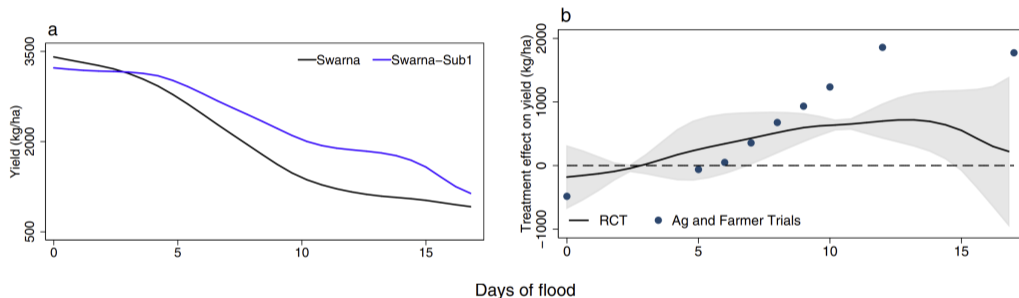 a
Yield (kg/ha)
3500
2000
500
Swarna
Swarna-Sub1
0
5
10
15
b
Treatment effect on yield (kg/ha)
2000
1000
0
-1000
RCT
Ag and Farmer Trials
0
5
10
15
Days of flood